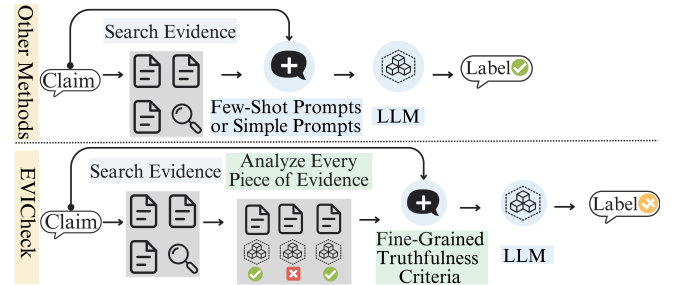 Other Methods
Search Evidence
Claim
Few-Shot Prompts
or Simple Prompts
LLM
Label
EVICheck
Search Evidence
Analyze Every
Piece of Evidence
Claim
Fine-Grained
Truthfulness
Criteria
LLM
Label